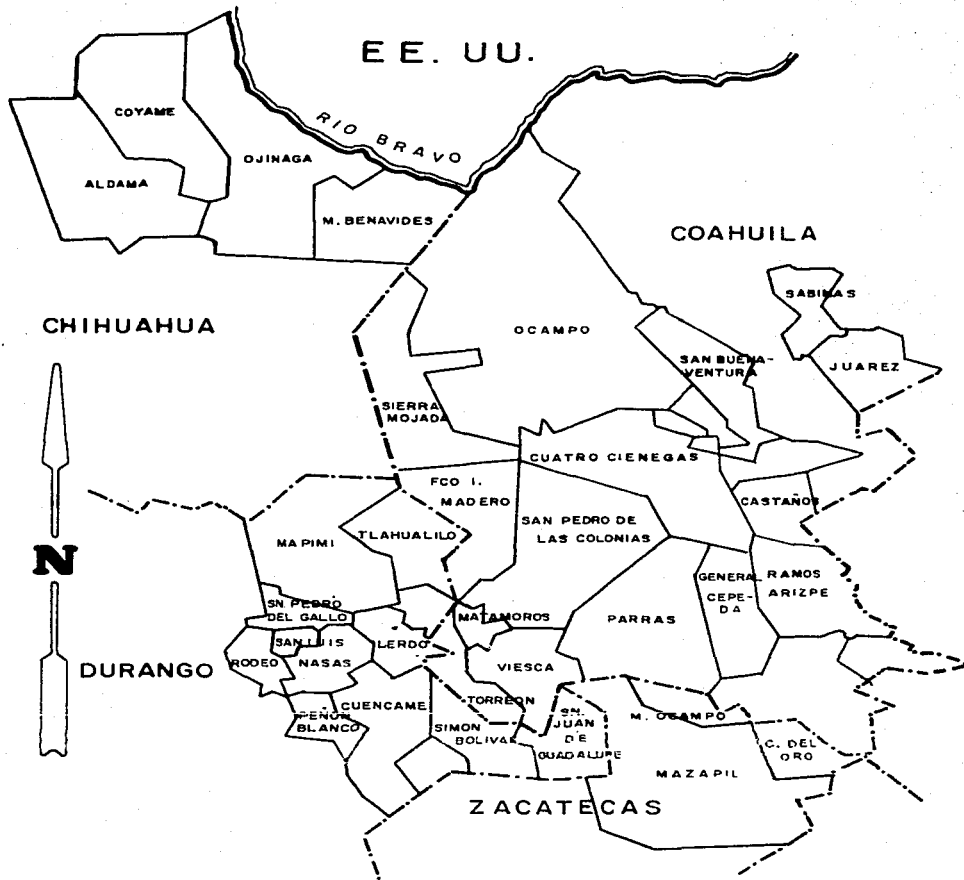 EE. UU.
RIO BRAVO
COYAME
OJINAGA
ALDAMA
M. BENAVIDES
COAHUILA
SABINAS
CHIHUAHUA
OCAMPO
SAN BUENA-
VENTURA
JUAREZ
SIERRA
MOJADA
CUATRO CIENEGAS
FCO I.
MADERO
CASTAÑOS
SAN PEDRO DE
LAS COLONIAS
MAPIMI
TLAHUALILO
N
GENERAL
CEPE-
DA
RAMOS
ARIZPE
SN. PEDRO
DEL GALLO
MATAMOROS
PARRAS
SAN LUIS
LERDO
RODEO
NASAS
VIESCA
DURANGO
CUENCAME
TORREON
PEÑON
BLANCO
SIMON
BOLIVAR
SN.
JUAN
DE
GUADALUPE
M. OCAMPO
C. DEL
ORO
MAZAPIL
ZACATECAS